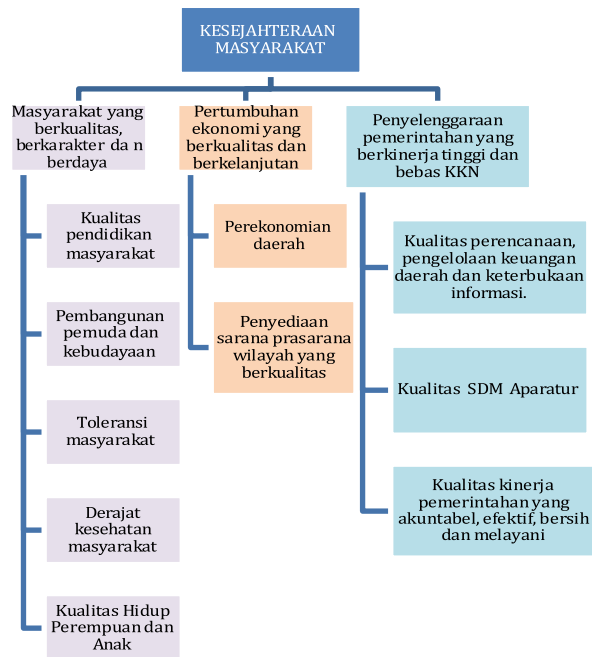 KESEJAHTERAAN
MASYARAKAT
Masyarakat yang
berkualitas,
berkarakter da n
berdaya
Kualitas
pendidikan
masyarakat
Pembangunan
pemuda dan
kebudayaan
Toleransi
masyarakat
Derajat
kesehatan
masyarakat
Kualitas Hidup
Perempuan dan
Anak
Pertumbuhan
ekonomi yang
berkualitas dan
berkelanjutan
Perekonomian
daerah
Penyediaan
sarana prasarana
wilayah yang
berkualitas
Penyelenggaraan
pemerintahan yang
berkinerja tinggi dan
bebas KKN
Kualitas perencanaan,
pengelolaan keuangan
daerah dan keterbukaan
informasi.
Kualitas SDM Aparatur
Kualitas kinerja
pemerintahan yang
akuntabel, efektif, bersih
dan melayani